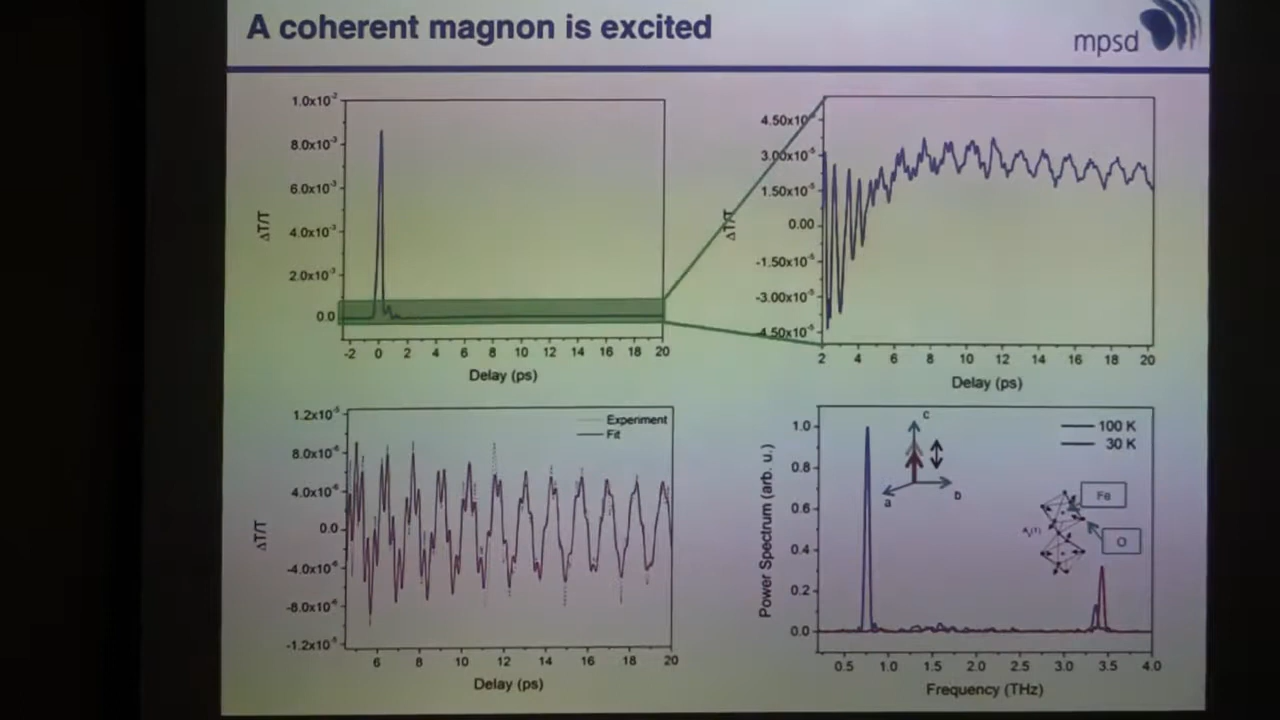 A coherent magnon is excited
mpsd
1.0x10⁻²
8.0x10⁻³
6.0x10⁻³
4.0x10⁻³
2.0x10⁻³
0.0
ΔT/T
-2 0 2 4 6 8 10 12 14 16 18 20
Delay (ps)
3.00x10⁻⁵
1.50x10⁻⁵
0.00
-1.50x10⁻⁵
-3.00x10⁻⁵
ΔT/T
2 4 6 8 10 12 14 16 18 20
Delay (ps)
Experiment
Fit
1.2x10⁻⁵
8.0x10⁻⁶
4.0x10⁻⁶
0.0
-4.0x10⁻⁶
-8.0x10⁻⁶
-1.2x10⁻⁵
ΔT/T
6 8 10 12 14 16 18 20
Delay (ps)
100 K
30 K
c
b
a
Fe
O
1.0
0.8
0.6
0.4
0.2
0.0
Power Spectrum (arb. u.)
0.5 1.0 1.5 2.0 2.5 3.0 3.5 4.0
Frequency (THz)